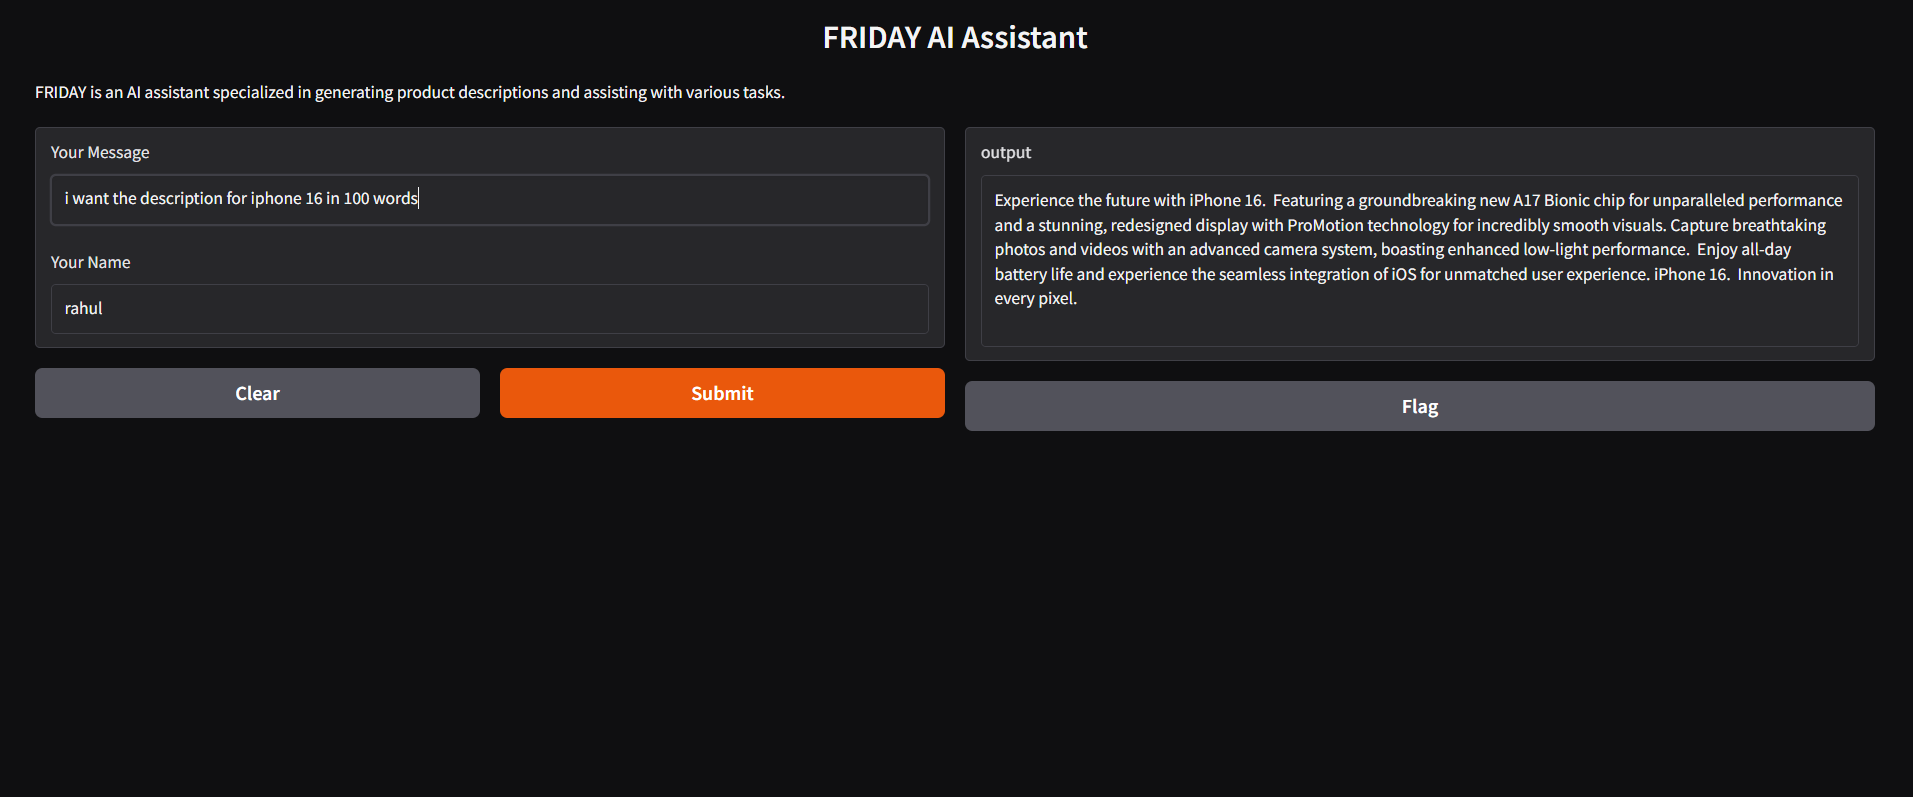 FRIDAY AI Assistant
FRIDAY is an AI assistant specialized in generating product descriptions and assisting with various tasks.
Your Message
i want the description for iphone 16 in 100 words
Your Name
rahul
Clear
Submit
output
Experience the future with iPhone 16.  Featuring a groundbreaking new A17 Bionic chip for unparalleled performance
and a stunning, redesigned display with ProMotion technology for incredibly smooth visuals. Capture breathtaking
photos and videos with an advanced camera system, boasting enhanced low-light performance.  Enjoy all-day
battery life and experience the seamless integration of iOS for unmatched user experience. iPhone 16.  Innovation in
every pixel.
Flag